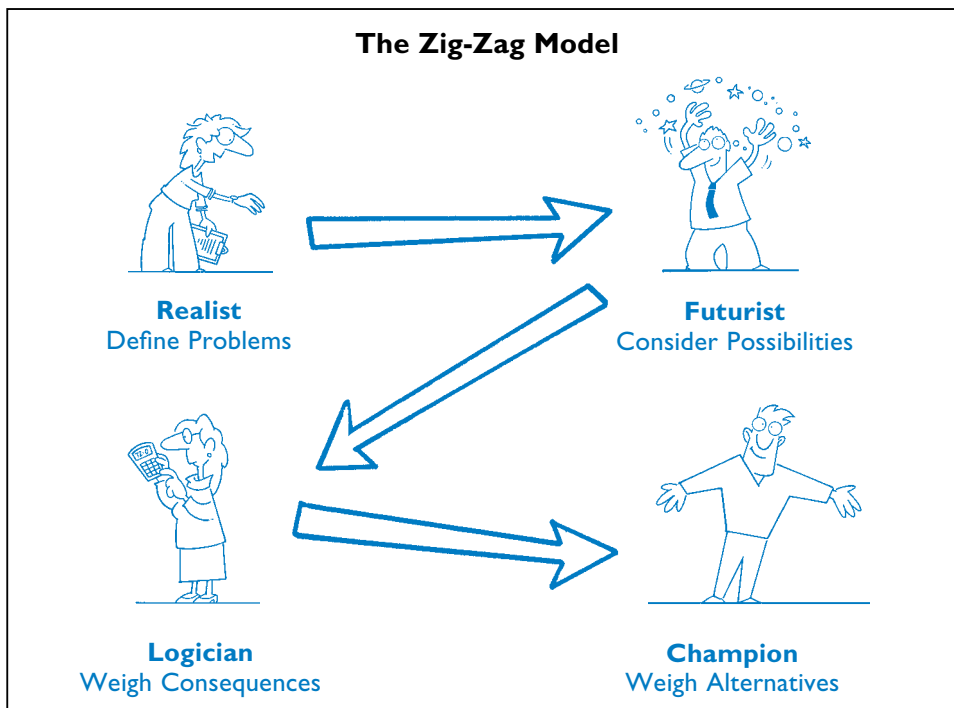 The Zig-Zag Model
Realist
Define Problems
Futurist
Consider Possibilities
Logician
Weigh Consequences
Champion
Weigh Alternatives